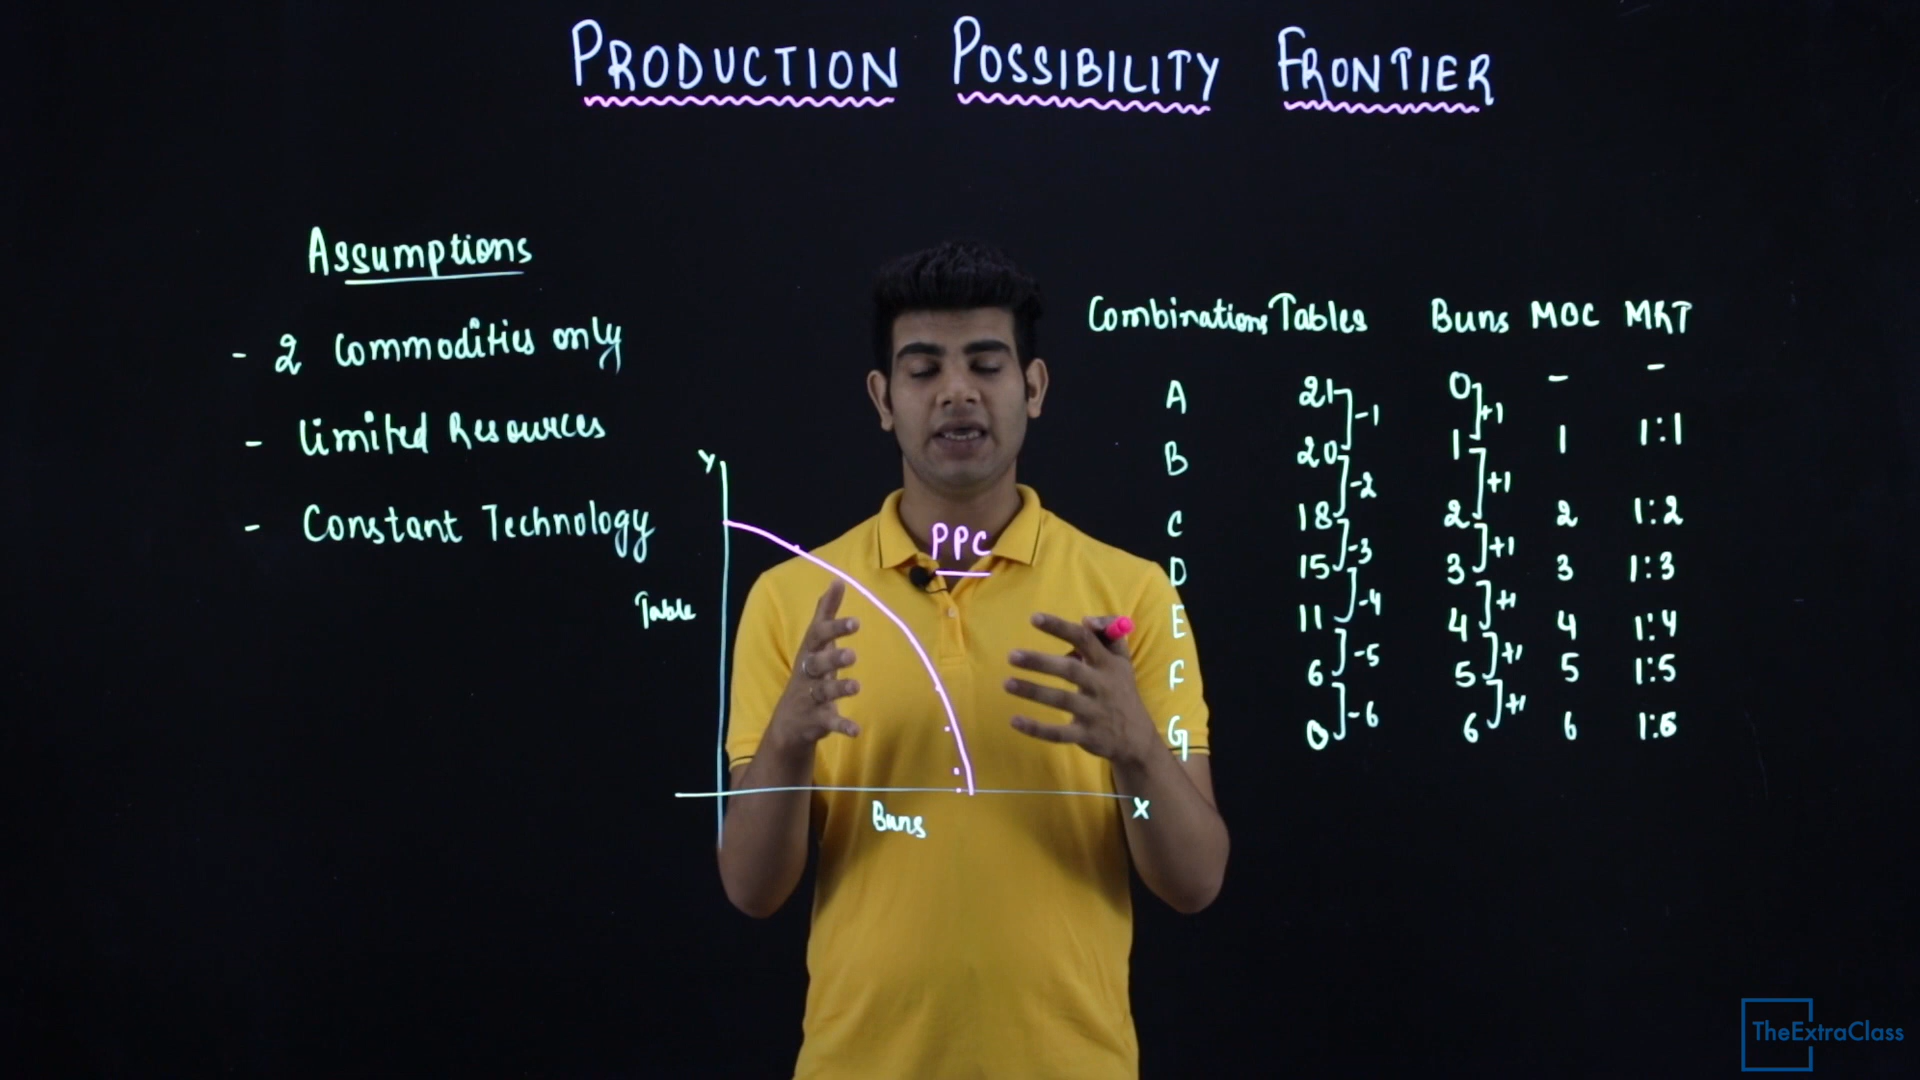 PRODUCTION POSSIBILITY FRONTIER
Assumptions
- 2 Commodities only
- Limited Resources
- Constant Technology
Y
PPC
Table
Buns
X
Combinations Tables Buns MOC MRT
A 21 0 - -
-1 +1
B 20 1 1 1:1
-2 +1
C 18 2 2 1:2
-3 +1
D 15 3 3 1:3
-4 +1
E 11 4 4 1:4
-5 +1
F 6 5 5 1:5
-6 +1
G 0 6 6 1:6
TheExtraClass